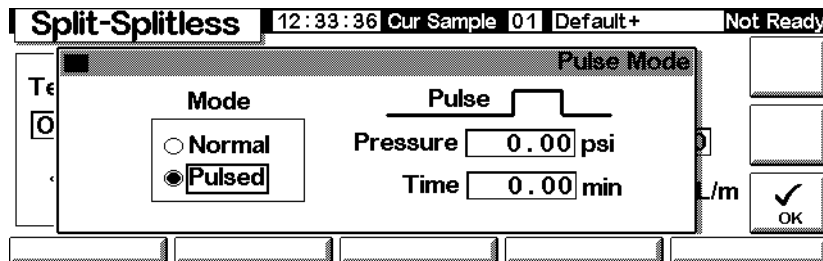 Split-Splitless 12:33:36 Cur Sample 01 Default+ Not Ready
Pulse Mode
Mode
Normal
Pulsed
Pulse
Pressure 0.00 psi
Time 0.00 min
L/m
OK